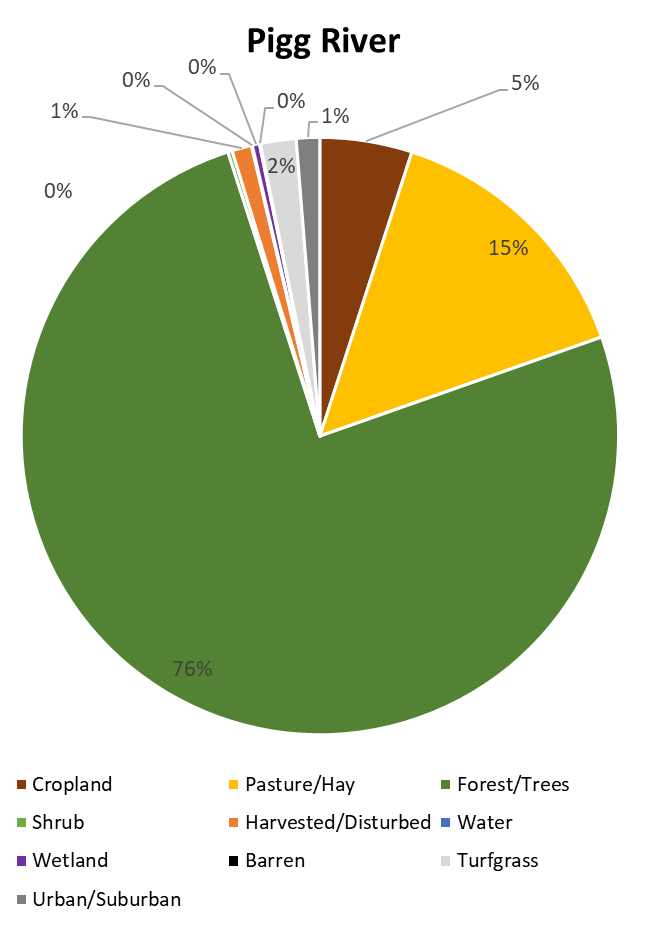 Pigg River
0%
0%
5%
0%
1%
1%
2%
0%
15%
76%
Cropland
Pasture/Hay
Forest/Trees
Shrub
Harvested/Disturbed
Water
Wetland
Barren
Turfgrass
Urban/Suburban